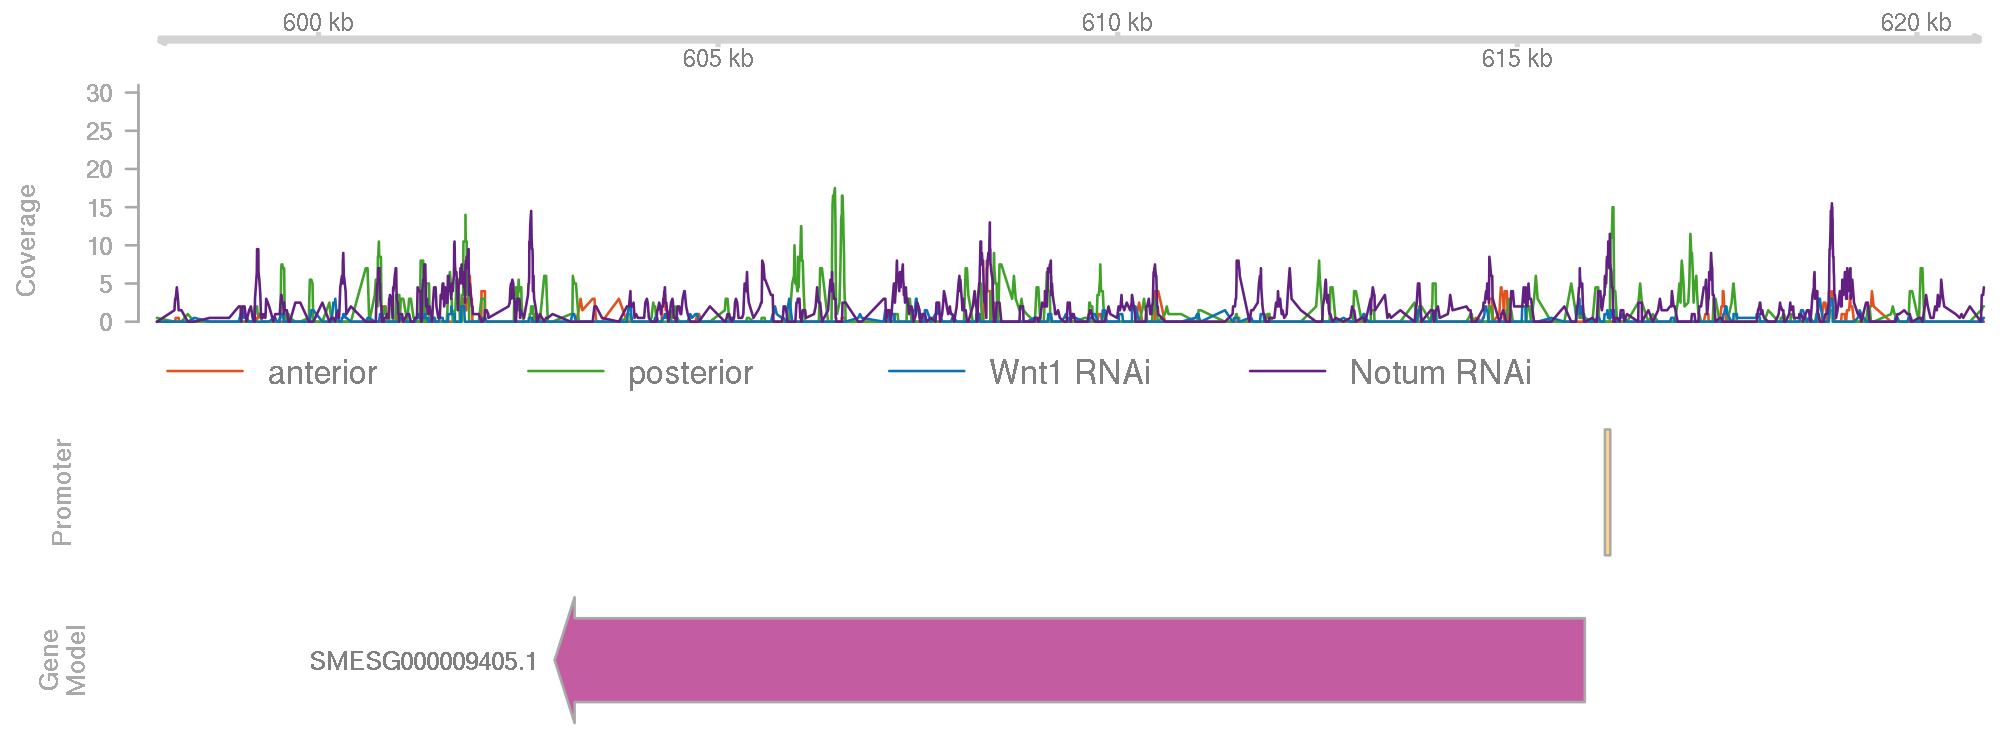 600 kb 610 kb 620 kb
605 kb 615 kb
30
25
20
15
10
5
0
Coverage
anterior posterior Wnt1 RNAi Notum RNAi
Promoter
Gene
Model
SMESG000009405.1